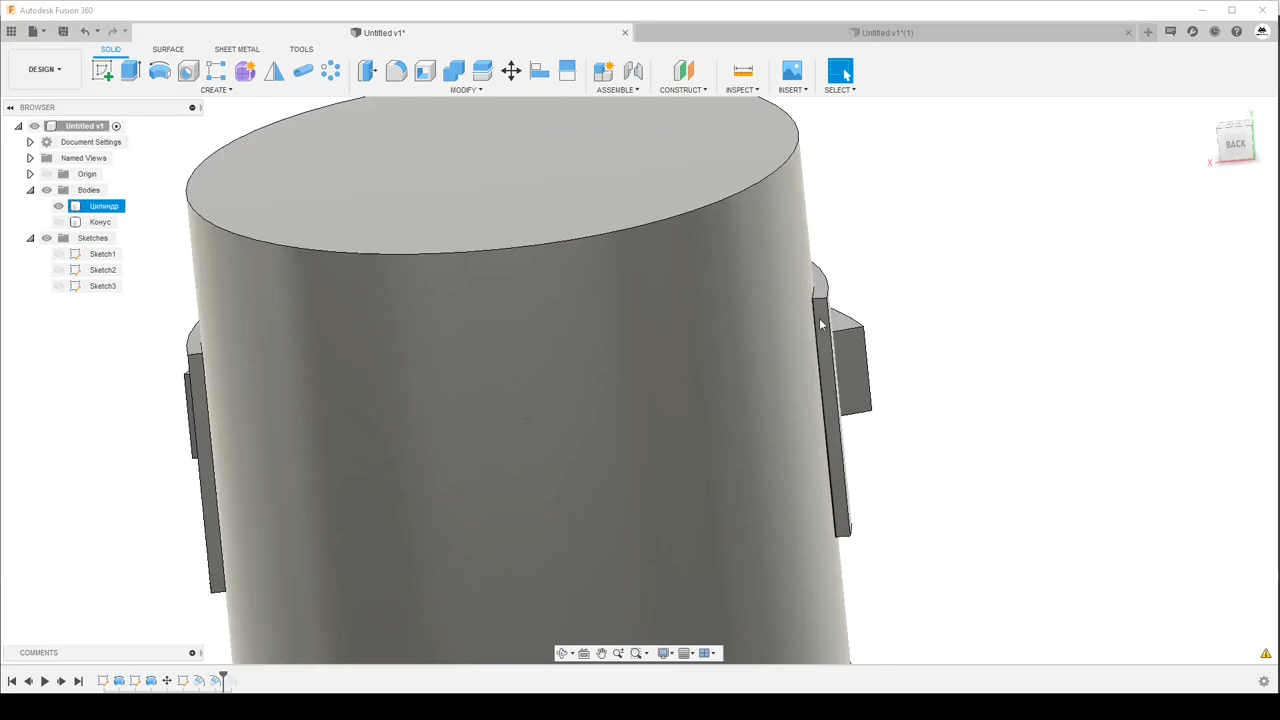 Autodesk Fusion 360
Untitled v1*
Untitled v1*(1)
SOLID
SURFACE
SHEET METAL
TOOLS
DESIGN
CREATE
MODIFY
ASSEMBLE
CONSTRUCT
INSPECT
INSERT
SELECT
BROWSER
Untitled v1
Document Settings
Named Views
Origin
Bodies
Цилиндр
Конус
Sketches
Sketch1
Sketch2
Sketch3
Y
BACK
X
COMMENTS